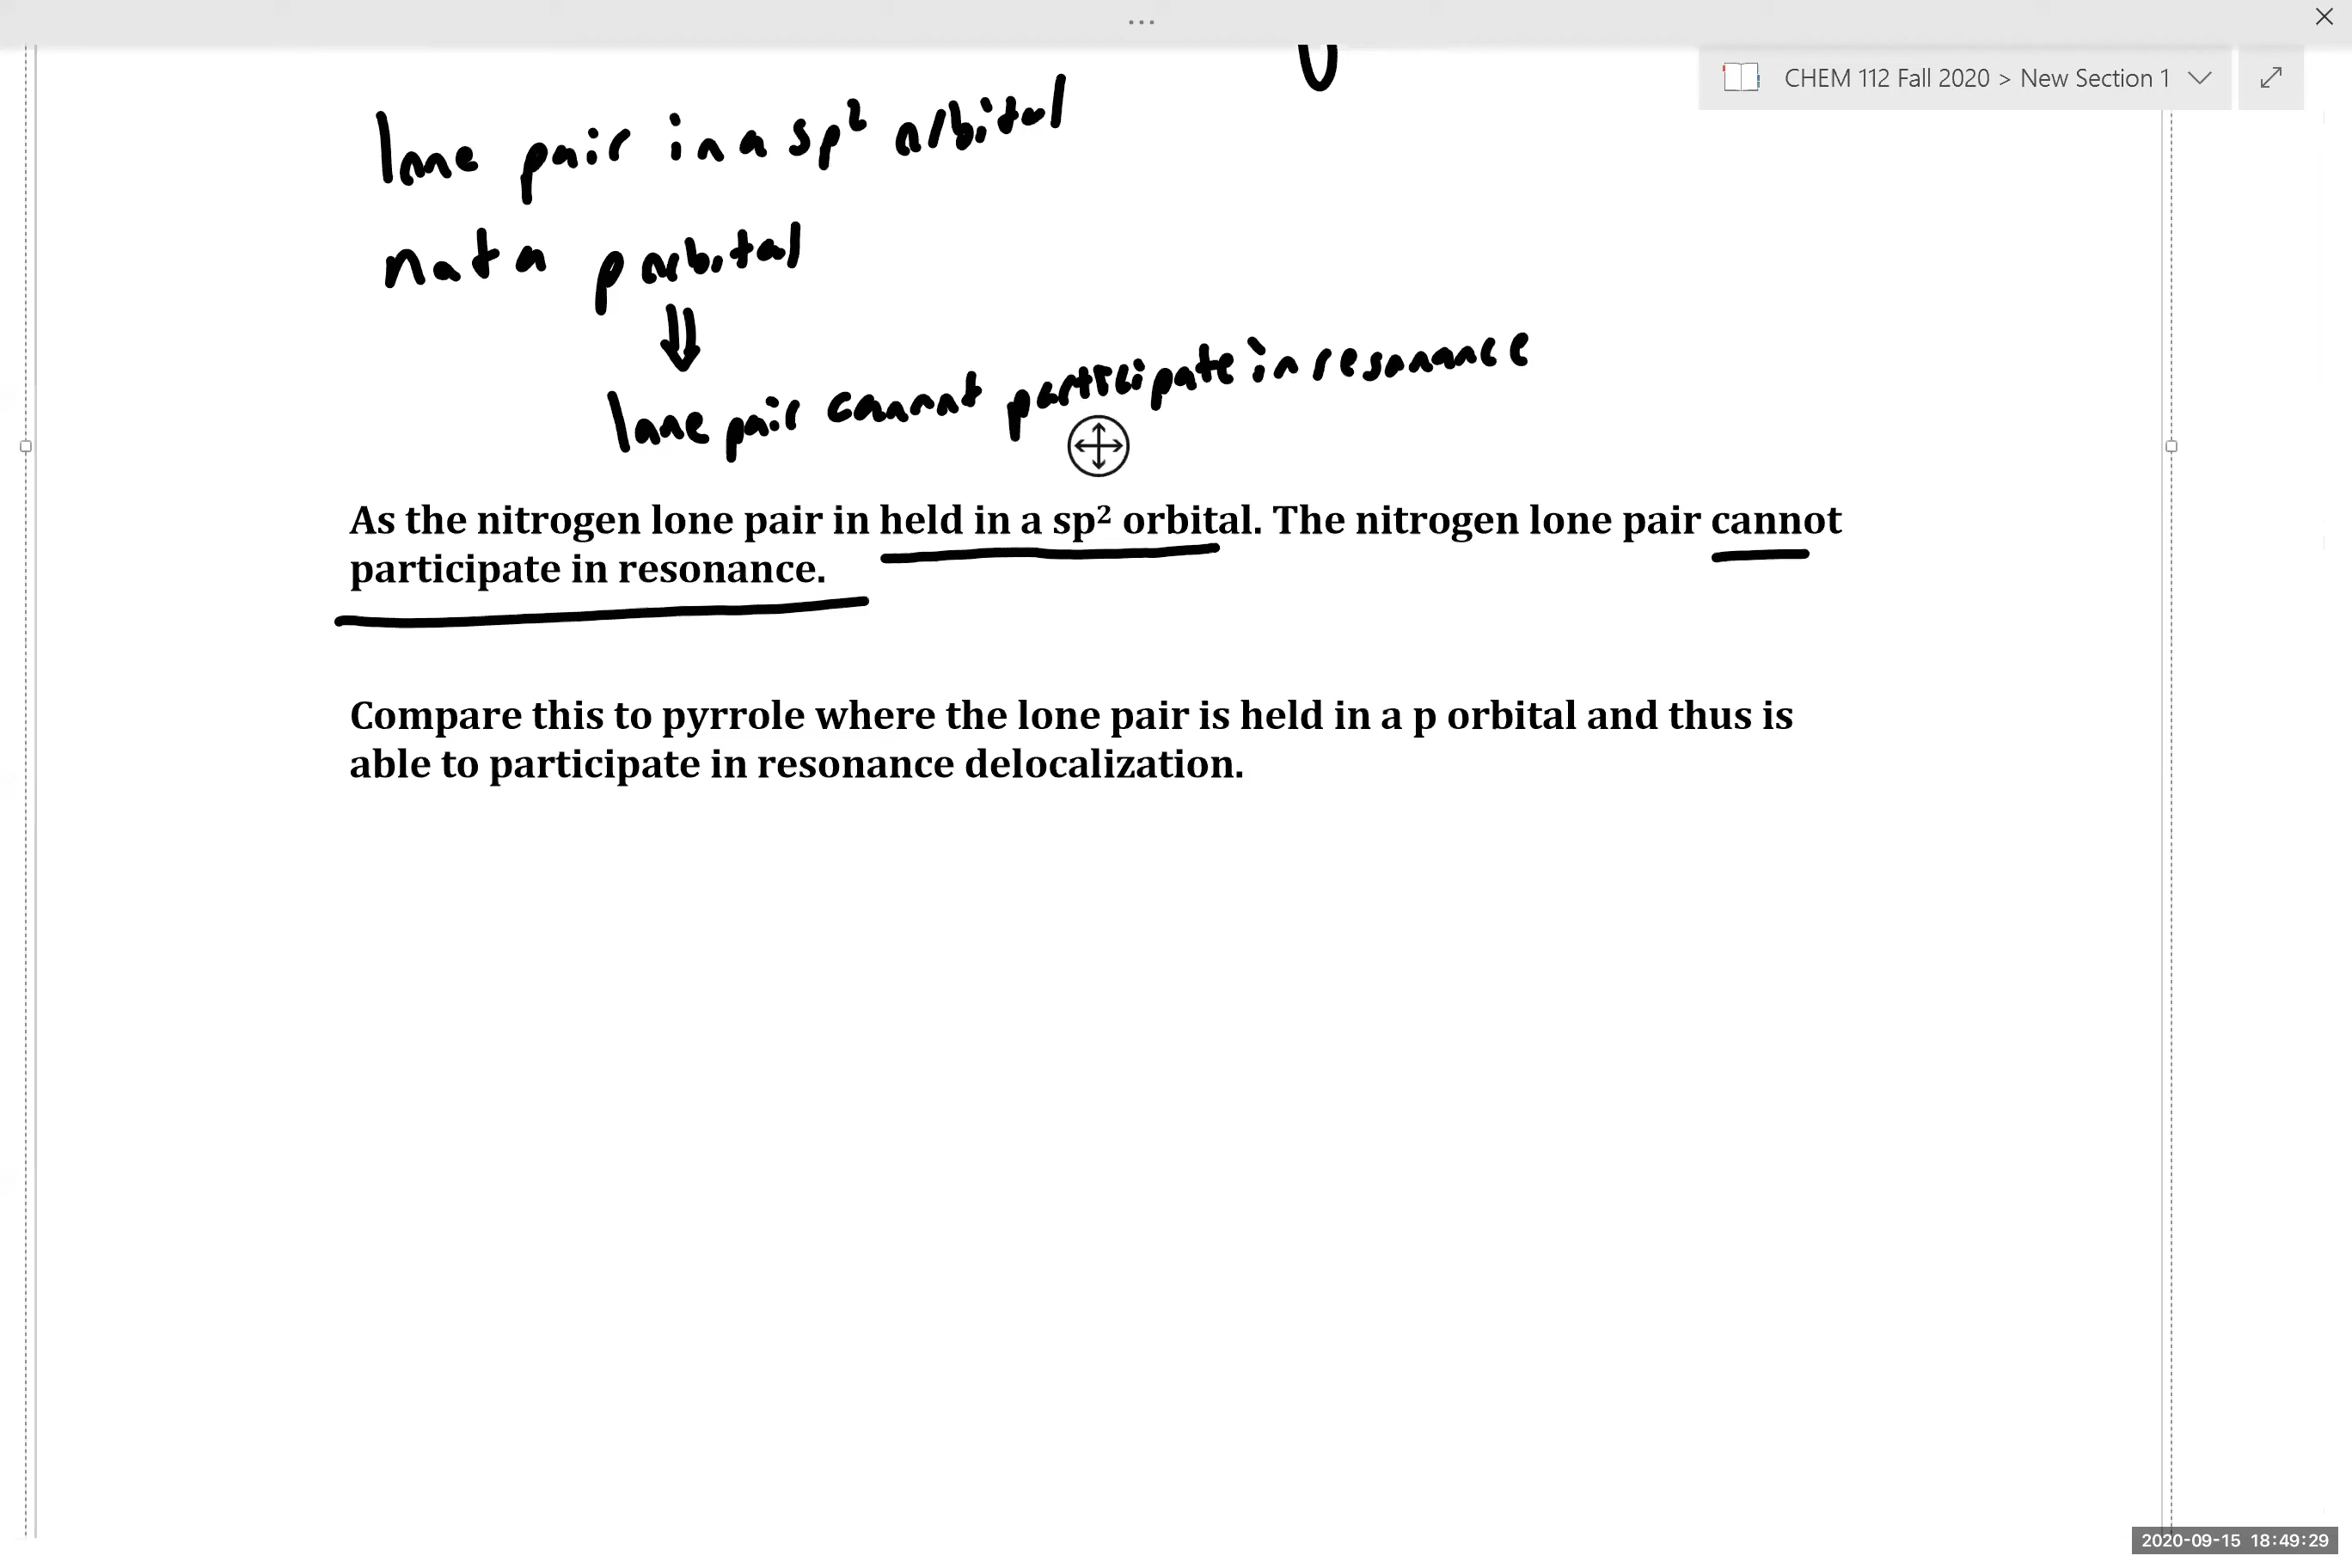 ...
CHEM 112 Fall 2020 > New Section 1
lone pair in a sp² orbital
not a p orbital
lone pair cannot participate in resonance
As the nitrogen lone pair in held in a sp² orbital. The nitrogen lone pair cannot
participate in resonance.
Compare this to pyrrole where the lone pair is held in a p orbital and thus is
able to participate in resonance delocalization.
2020-09-15 18:49:29